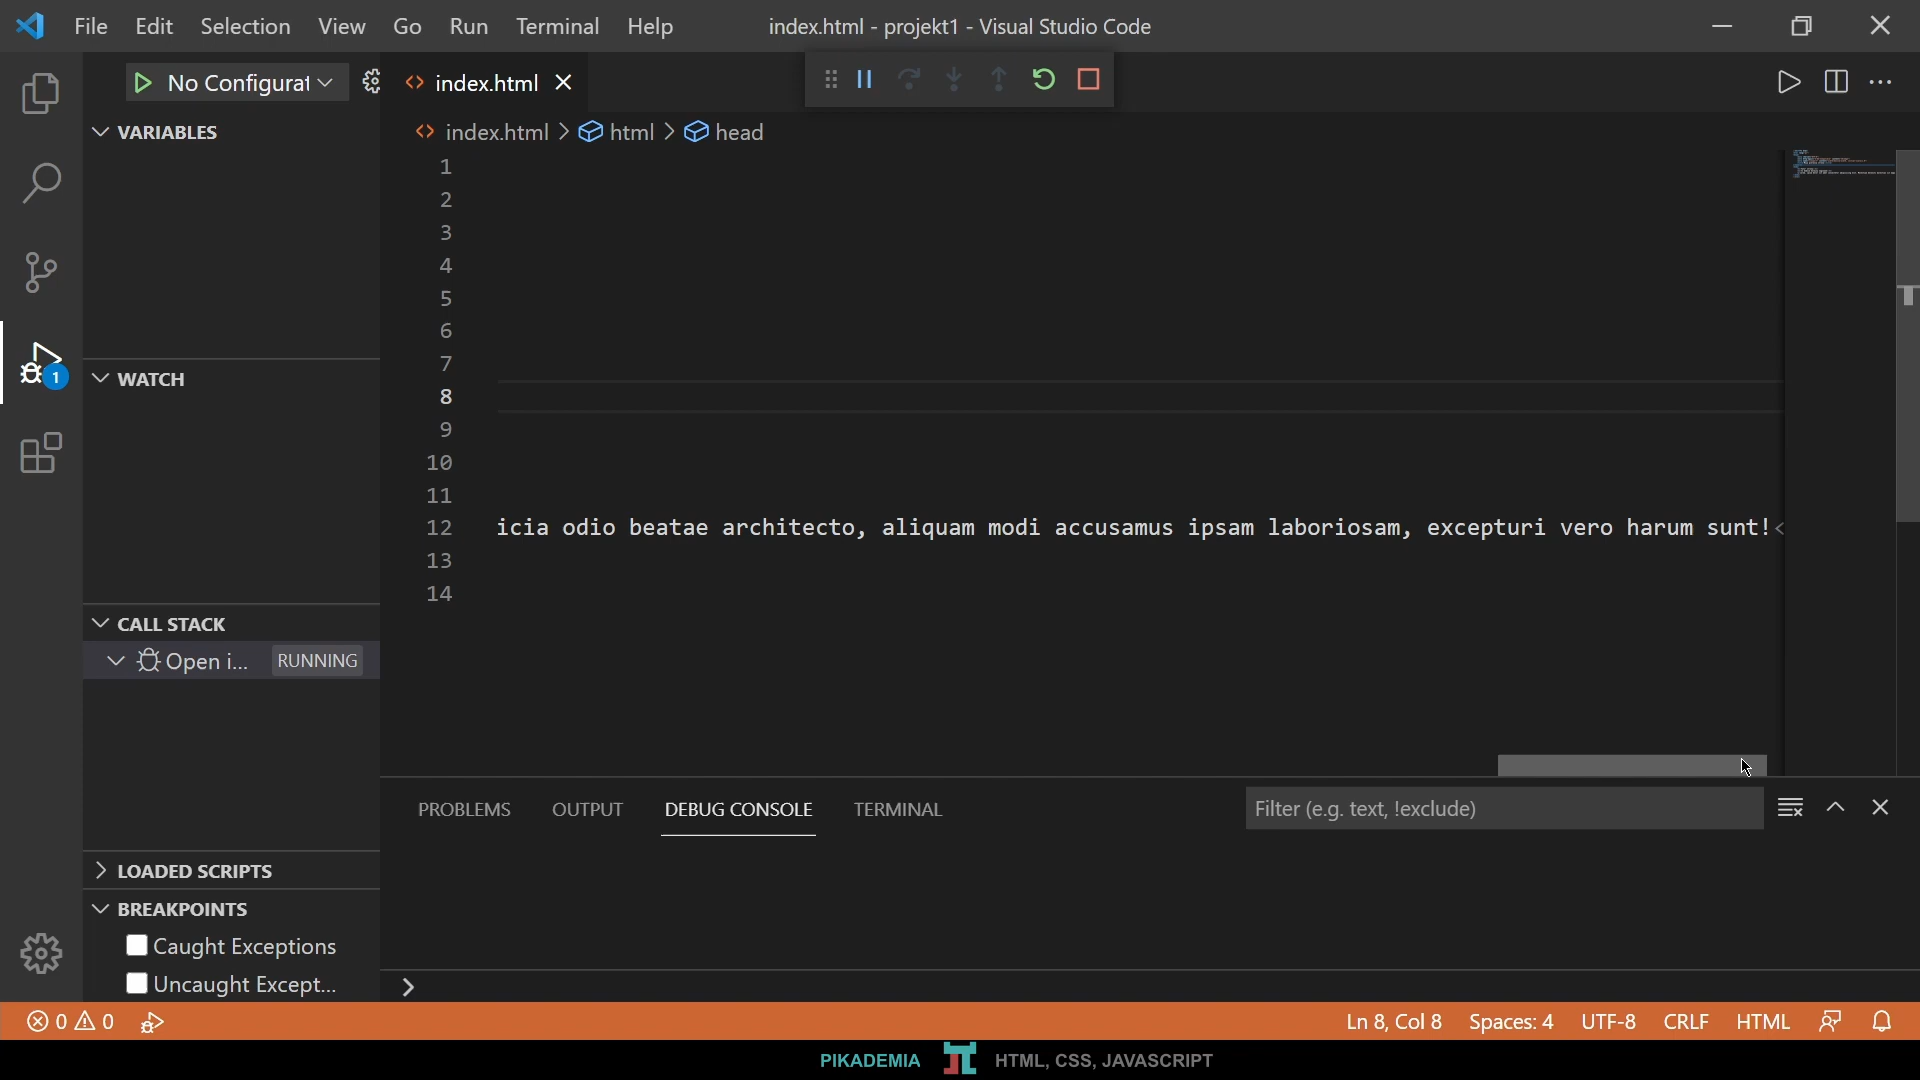 File Edit Selection View Go Run Terminal Help index.html - projekt1 - Visual Studio Code
No Configurat
index.html
index.html > html > head
VARIABLES
WATCH
CALL STACK
Open i... RUNNING
LOADED SCRIPTS
BREAKPOINTS
Caught Exceptions
Uncaught Except...
1
2
3
4
5
6
7
8
9
10
11
12 icia odio beatae architecto, aliquam modi accusamus ipsam laboriosam, excepturi vero harum sunt!<
13
14
PROBLEMS OUTPUT DEBUG CONSOLE TERMINAL Filter (e.g. text, !exclude)
1
0 0 Ln 8, Col 8 Spaces: 4 UTF-8 CRLF HTML
PIKADEMIA HTML, CSS, JAVASCRIPT